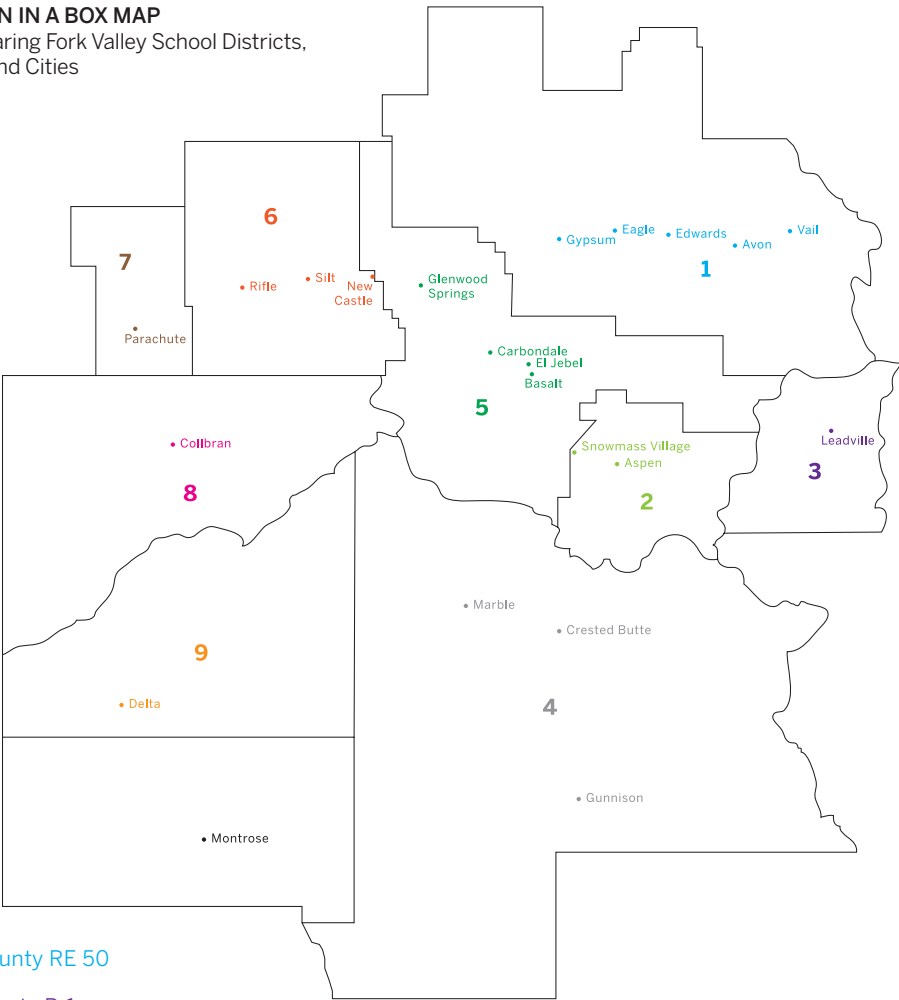 N IN A BOX MAP
aring Fork Valley School Districts,
nd Cities
6
7
Eagle
Edwards
Vail
Gypsum
Avon
1
Rifle
Silt
New
Castle
Glenwood
Springs
Parachute
Carbondale
El Jebel
Basalt
5
Collbran
Snowmass Village
Aspen
Leadville
3
8
2
Marble
Crested Butte
9
Delta
4
Gunnison
Montrose
unty RE 50